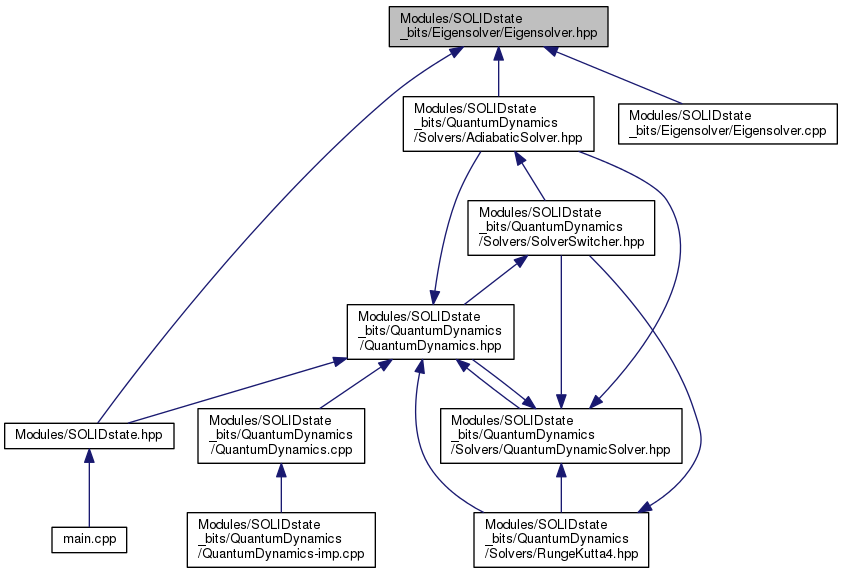 Modules/SOLIDstate
_bits/Eigensolver/Eigensolver.hpp
Modules/SOLIDstate
_bits/QuantumDynamics
/Solvers/AdiabaticSolver.hpp
Modules/SOLIDstate
_bits/Eigensolver/Eigensolver.cpp
Modules/SOLIDstate
_bits/QuantumDynamics
/Solvers/SolverSwitcher.hpp
Modules/SOLIDstate
_bits/QuantumDynamics
/QuantumDynamics.hpp
Modules/SOLIDstate.hpp
Modules/SOLIDstate
_bits/QuantumDynamics
/QuantumDynamics.cpp
Modules/SOLIDstate
_bits/QuantumDynamics
/Solvers/QuantumDynamicSolver.hpp
main.cpp
Modules/SOLIDstate
_bits/QuantumDynamics
/QuantumDynamics-imp.cpp
Modules/SOLIDstate
_bits/QuantumDynamics
/Solvers/RungeKutta4.hpp